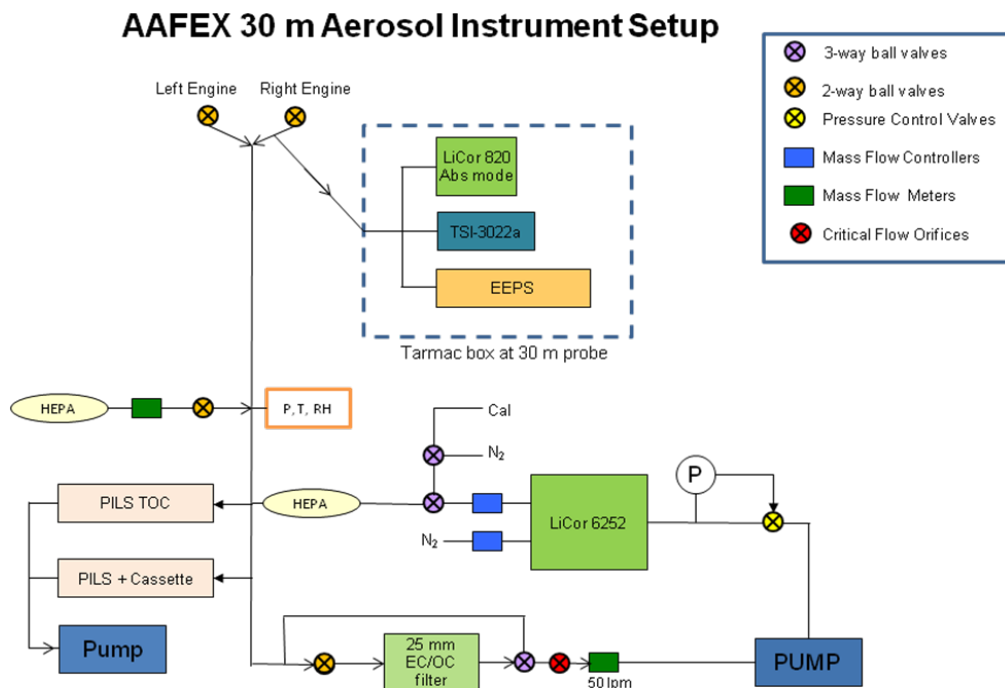 AAFEX 30 m Aerosol Instrument Setup
3-way ball valves
2-way ball valves
Pressure Control Valves
Mass Flow Controllers
Mass Flow Meters
Critical Flow Orifices
Left Engine
Right Engine
LiCor 820
Abs mode
TSI-3022a
EEPS
Tarmac box at 30 m probe
HEPA
P, T, RH
Cal
N₂
HEPA
N₂
LiCor 6252
P
PILS TOC
PILS + Cassette
Pump
25 mm
EC/OC
filter
50 lpm
PUMP